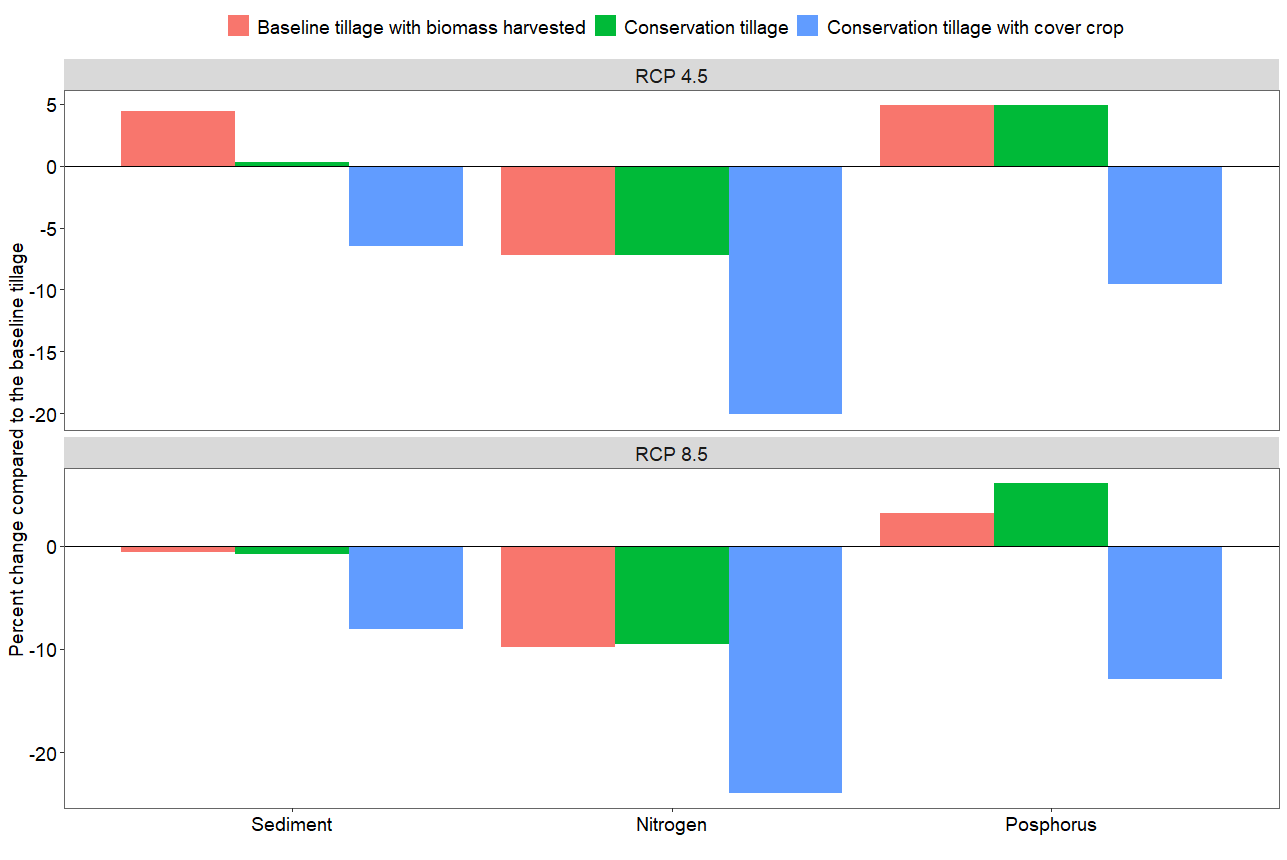 Baseline tillage with biomass harvested Conservation tillage Conservation tillage with cover crop
RCP 4.5
5
0
-5
-10
-15
-20
Percent change compared to the baseline tillage
RCP 8.5
0
-10
-20
Sediment Nitrogen Posphorus